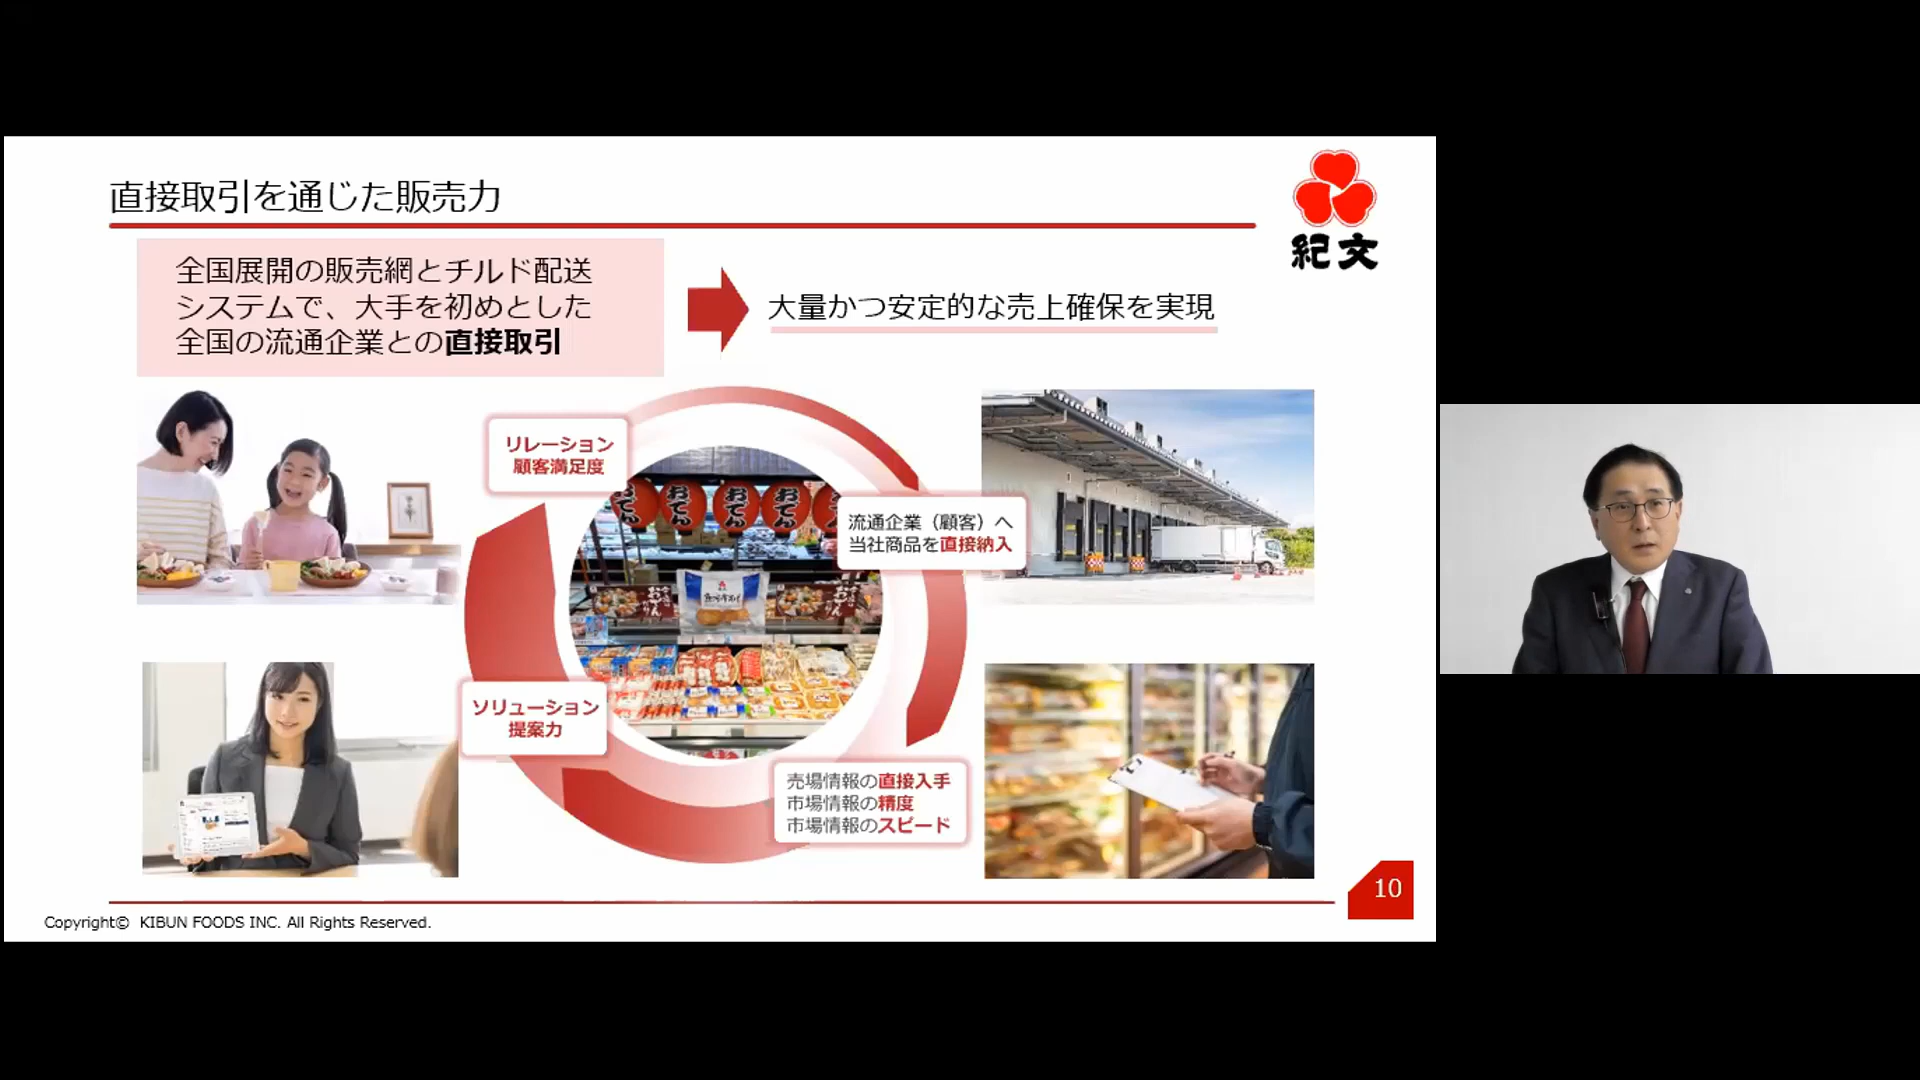 直接取引を通じた販売力
紀文
全国展開の販売網とチルド配送
システムで、大手を初めとした
全国の流通企業との直接取引
大量かつ安定的な売上確保を実現
リレーション
顧客満足度
おでん
おでん
おでん
おでん
流通企業（顧客）へ
当社商品を直接納入
ソリューション
提案力
売場情報の直接入手
市場情報の精度
市場情報のスピード
10
Copyright© KIBUN FOODS INC. All Rights Reserved.